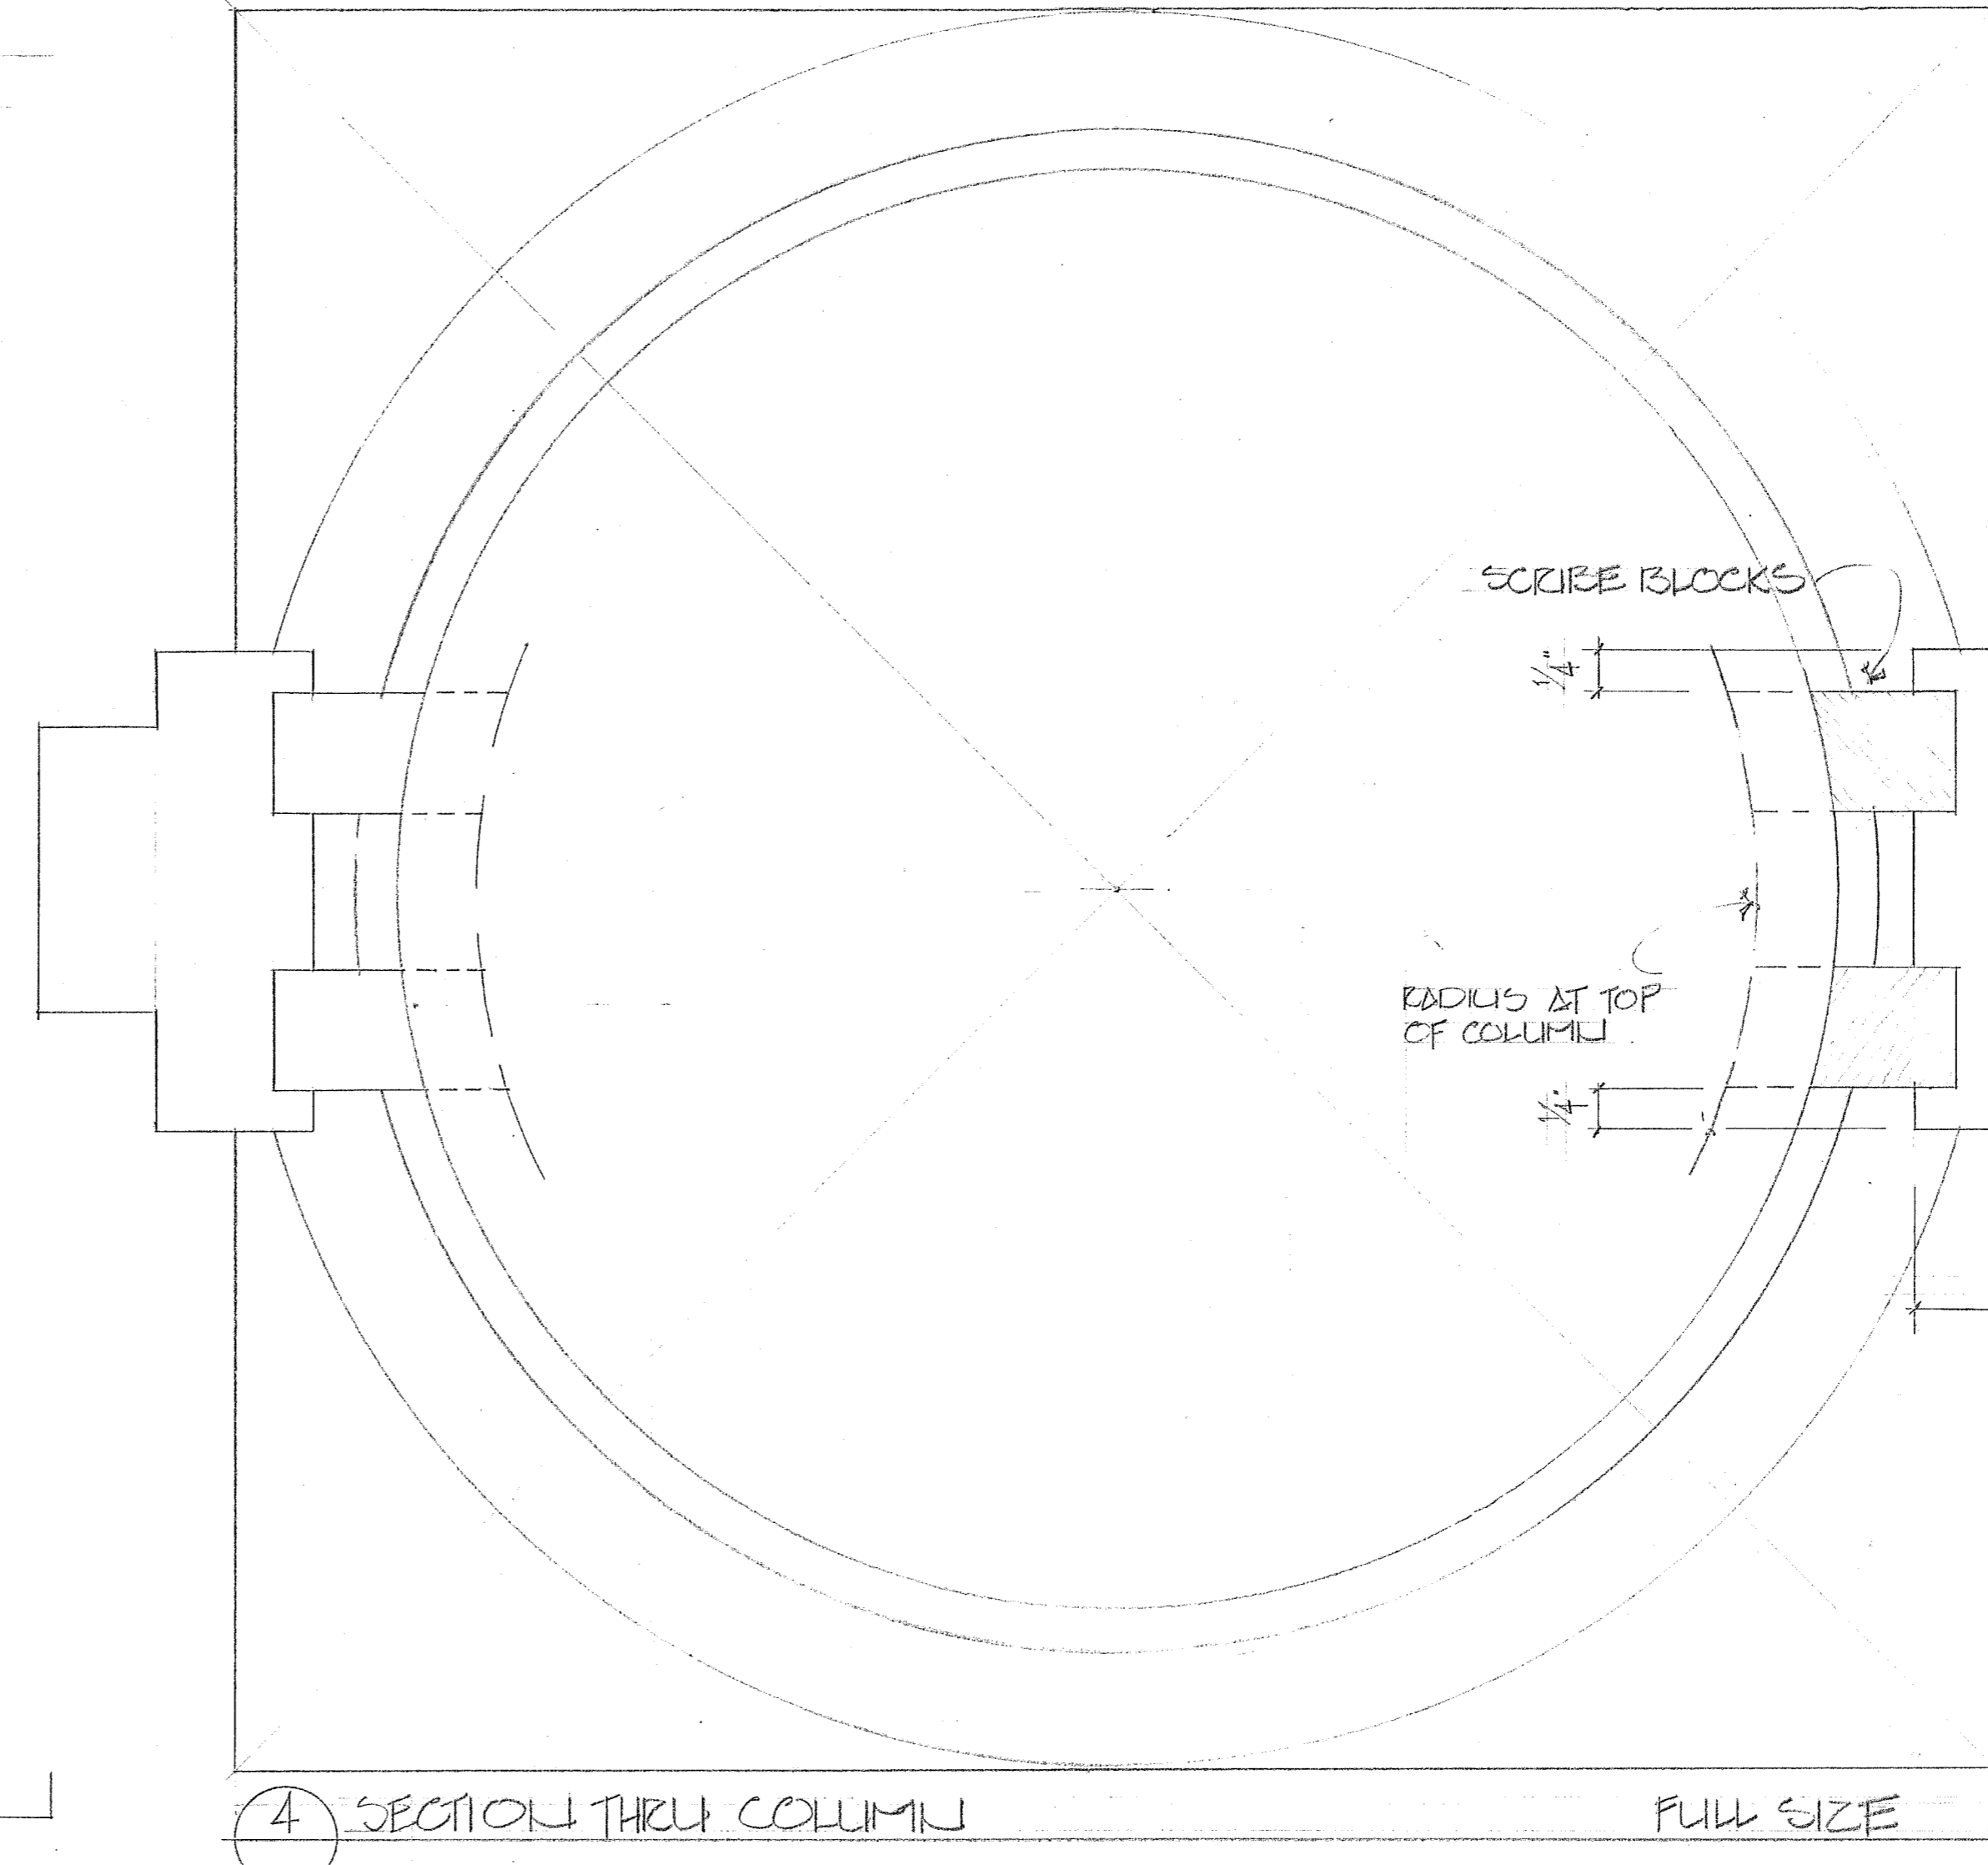 SCRIBE BLOCKS
1/4"
RADIUS AT TOP
OF COLUMN
1/4"
4 SECTION THRU COLUMN
FULL SIZE